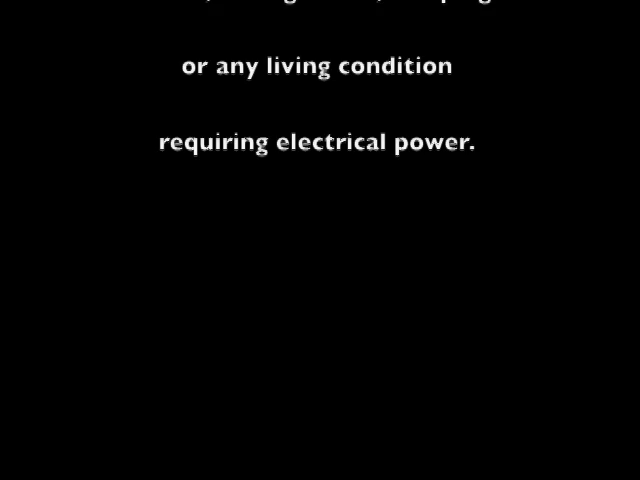 or any living condition
requiring electrical power.